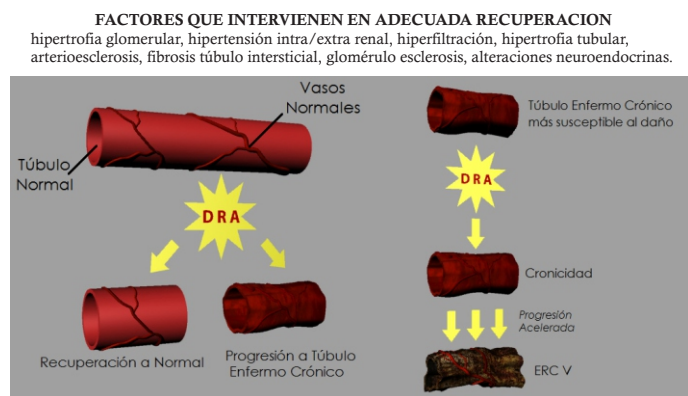 FACTORES QUE INTERVIENEN EN ADECUADA RECUPERACION
hipertrofia glomerular, hipertensión intra/extra renal, hiperfiltración, hipertrofia tubular,
arterioesclerosis, fibrosis túbulo intersticial, glomérulo esclerosis, alteraciones neuroendocrinas.
Vasos
Normales
Túbulo
Normal
DRA
Recuperación a Normal
Progresión a Túbulo
Enfermo Crónico
Túbulo Enfermo Crónico
más susceptible al daño
DRA
Cronicidad
Progresión
Acelerada
ERC V